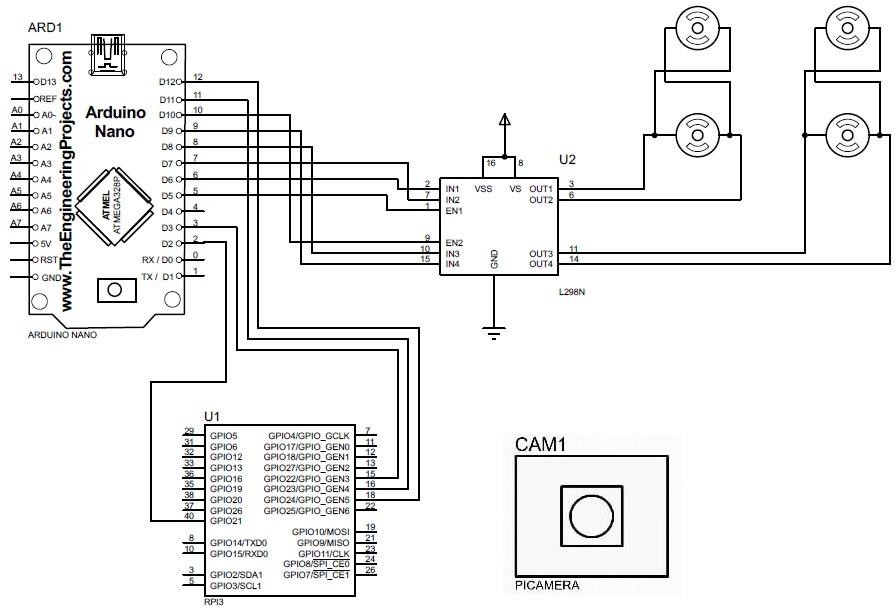 ARD1
www.TheEngineeringProjects.com
Arduino
Nano
ATMEL
ATMEGA328P
13 D13
REF
A0 A0
A1 A1
A2 A2
A3 A3
A4 A4
A5 A5
A6 A6
A7 A7
5V
RST
GND
D12 12
D11 11
D10 10
D9 9
D8 8
D7 7
D6 6
D5 5
D4 4
D3 3
D2 2
RX / D0 0
TX / D1 1
ARDUINO NANO
U2
16 8
VSS VS
2 IN1
7 IN2
1 EN1
9 EN2
10 IN3
15 IN4
GND
OUT1 3
OUT2 6
OUT3 11
OUT4 14
L298N
U1
29 GPIO5
31 GPIO6
32 GPIO12
33 GPIO13
36 GPIO16
35 GPIO19
38 GPIO20
37 GPIO26
40 GPIO21
8 GPIO14/TXD0
10 GPIO15/RXD0
3 GPIO2/SDA1
5 GPIO3/SCL1
GPIO4/GPIO_GCLK 7
GPIO17/GPIO_GEN0 11
GPIO18/GPIO_GEN1 12
GPIO27/GPIO_GEN2 13
GPIO22/GPIO_GEN3 15
GPIO23/GPIO_GEN4 16
GPIO24/GPIO_GEN5 18
GPIO25/GPIO_GEN6 22
GPIO10/MOSI 19
GPIO9/MISO 21
GPIO11/CLK 23
GPIO8/SPI_CE0 24
GPIO7/SPI_CE1 26
RPI3
CAM1
PICAMERA